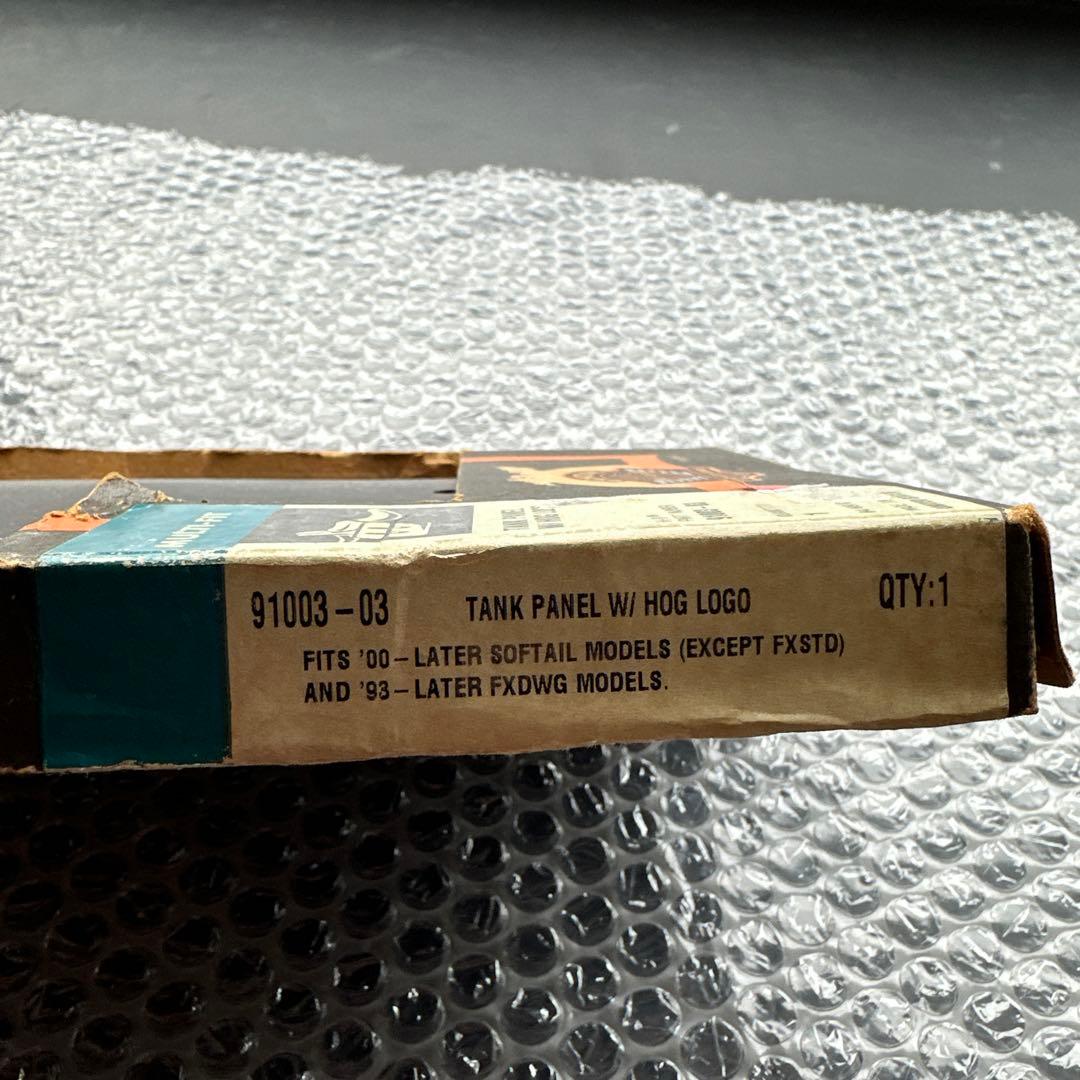 91003-03 TANK PANEL W/ HOG LOGO QTY:1
FITS '00-LATER SOFTAIL MODELS (EXCEPT FXSTD)
AND '93-LATER FXDWG MODELS.